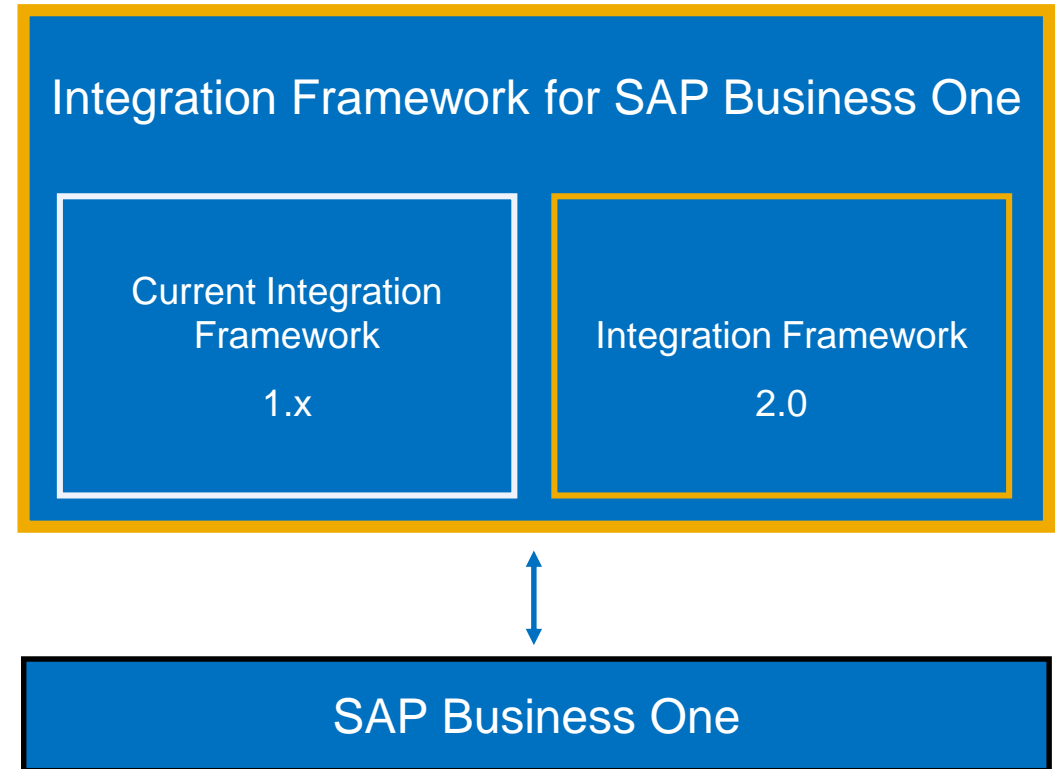 Integration Framework for SAP Business One
Current Integration
Framework
1.x
Integration Framework
2.0
SAP Business One